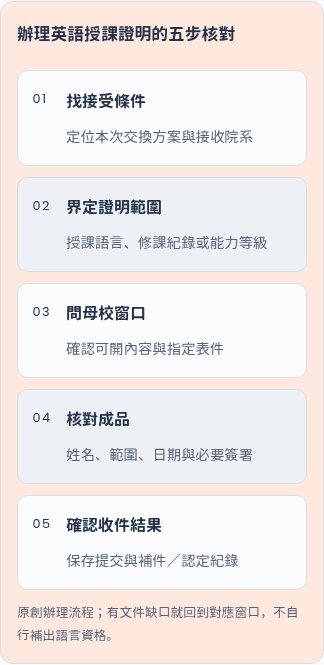 辦理英語授課證明的五步核對
01 找接受條件
定位本次交換方案與接收院系
02 界定證明範圍
授課語言、修課紀錄或能力等級
03 問母校窗口
確認可開內容與指定表件
04 核對成品
姓名、範圍、日期與必要簽署
05 確認收件結果
保存提交與補件／認定紀錄
原創辦理流程；有文件缺口就回到對應窗口，不自
行補出語言資格。